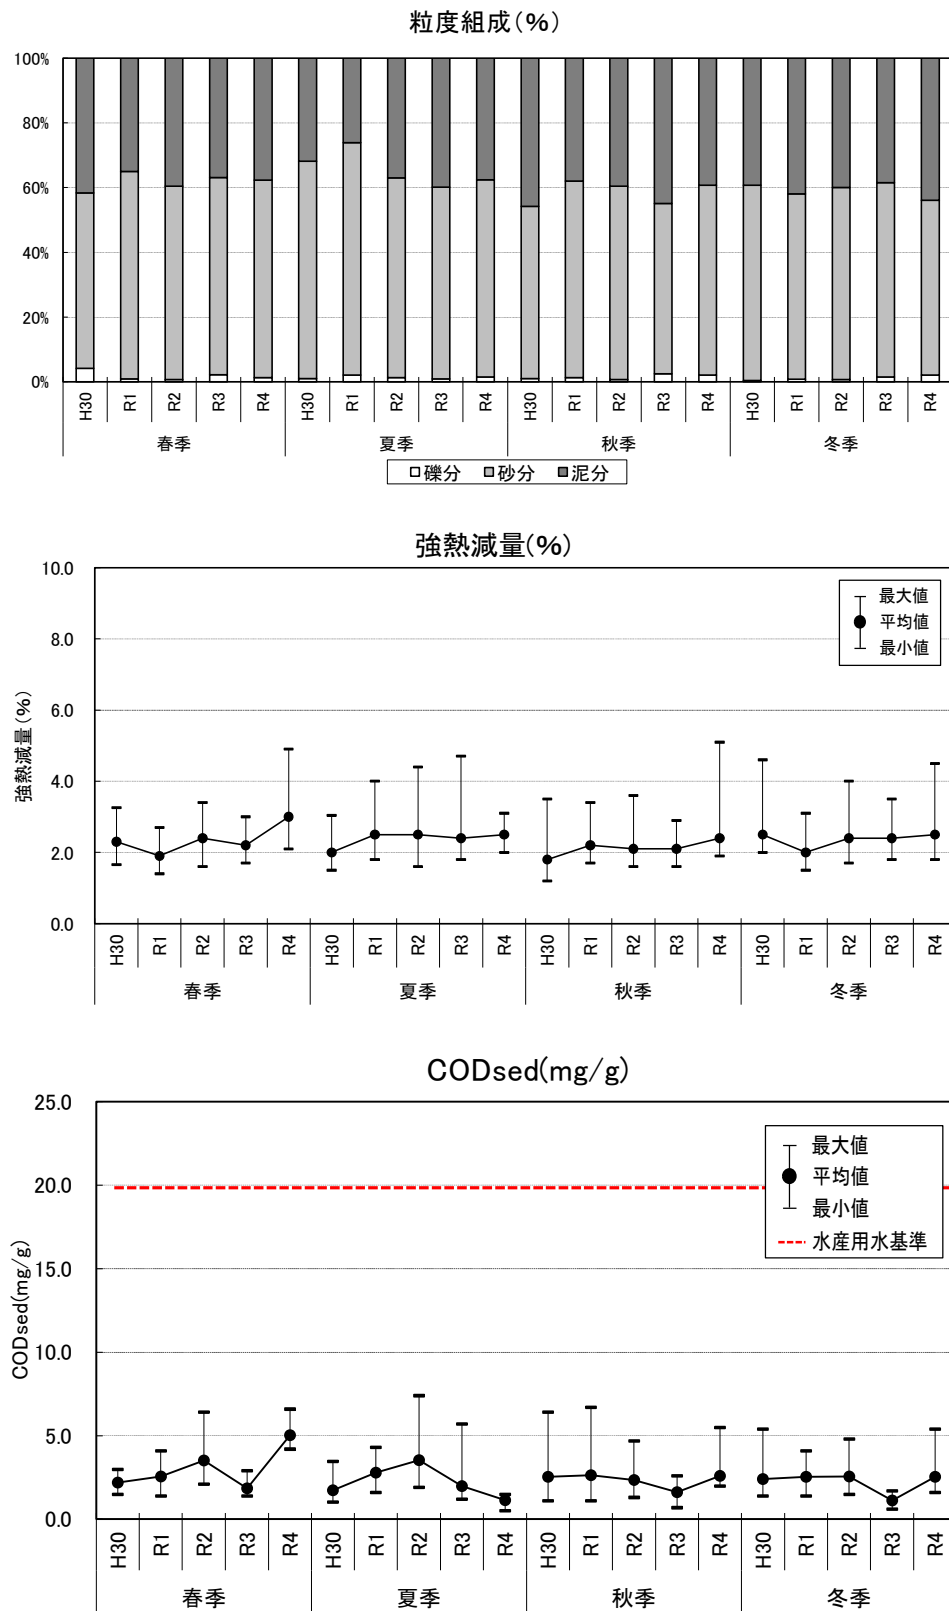 粒度組成(%)
100%
80%
60%
40%
20%
0%
H30 R1 R2 R3 R4 H30 R1 R2 R3 R4 H30 R1 R2 R3 R4 H30 R1 R2 R3 R4
春季 夏季 秋季 冬季
礫分 砂分 泥分
強熱減量(%)
10.0
8.0
6.0
4.0
2.0
0.0
強熱減量(%)
最大値
平均値
最小値
H30 R1 R2 R3 R4 H30 R1 R2 R3 R4 H30 R1 R2 R3 R4 H30 R1 R2 R3 R4
春季 夏季 秋季 冬季
CODsed(mg/g)
25.0
20.0
15.0
10.0
5.0
0.0
CODsed(mg/g)
最大値
平均値
最小値
水産用水基準
H30 R1 R2 R3 R4 H30 R1 R2 R3 R4 H30 R1 R2 R3 R4 H30 R1 R2 R3 R4
春季 夏季 秋季 冬季